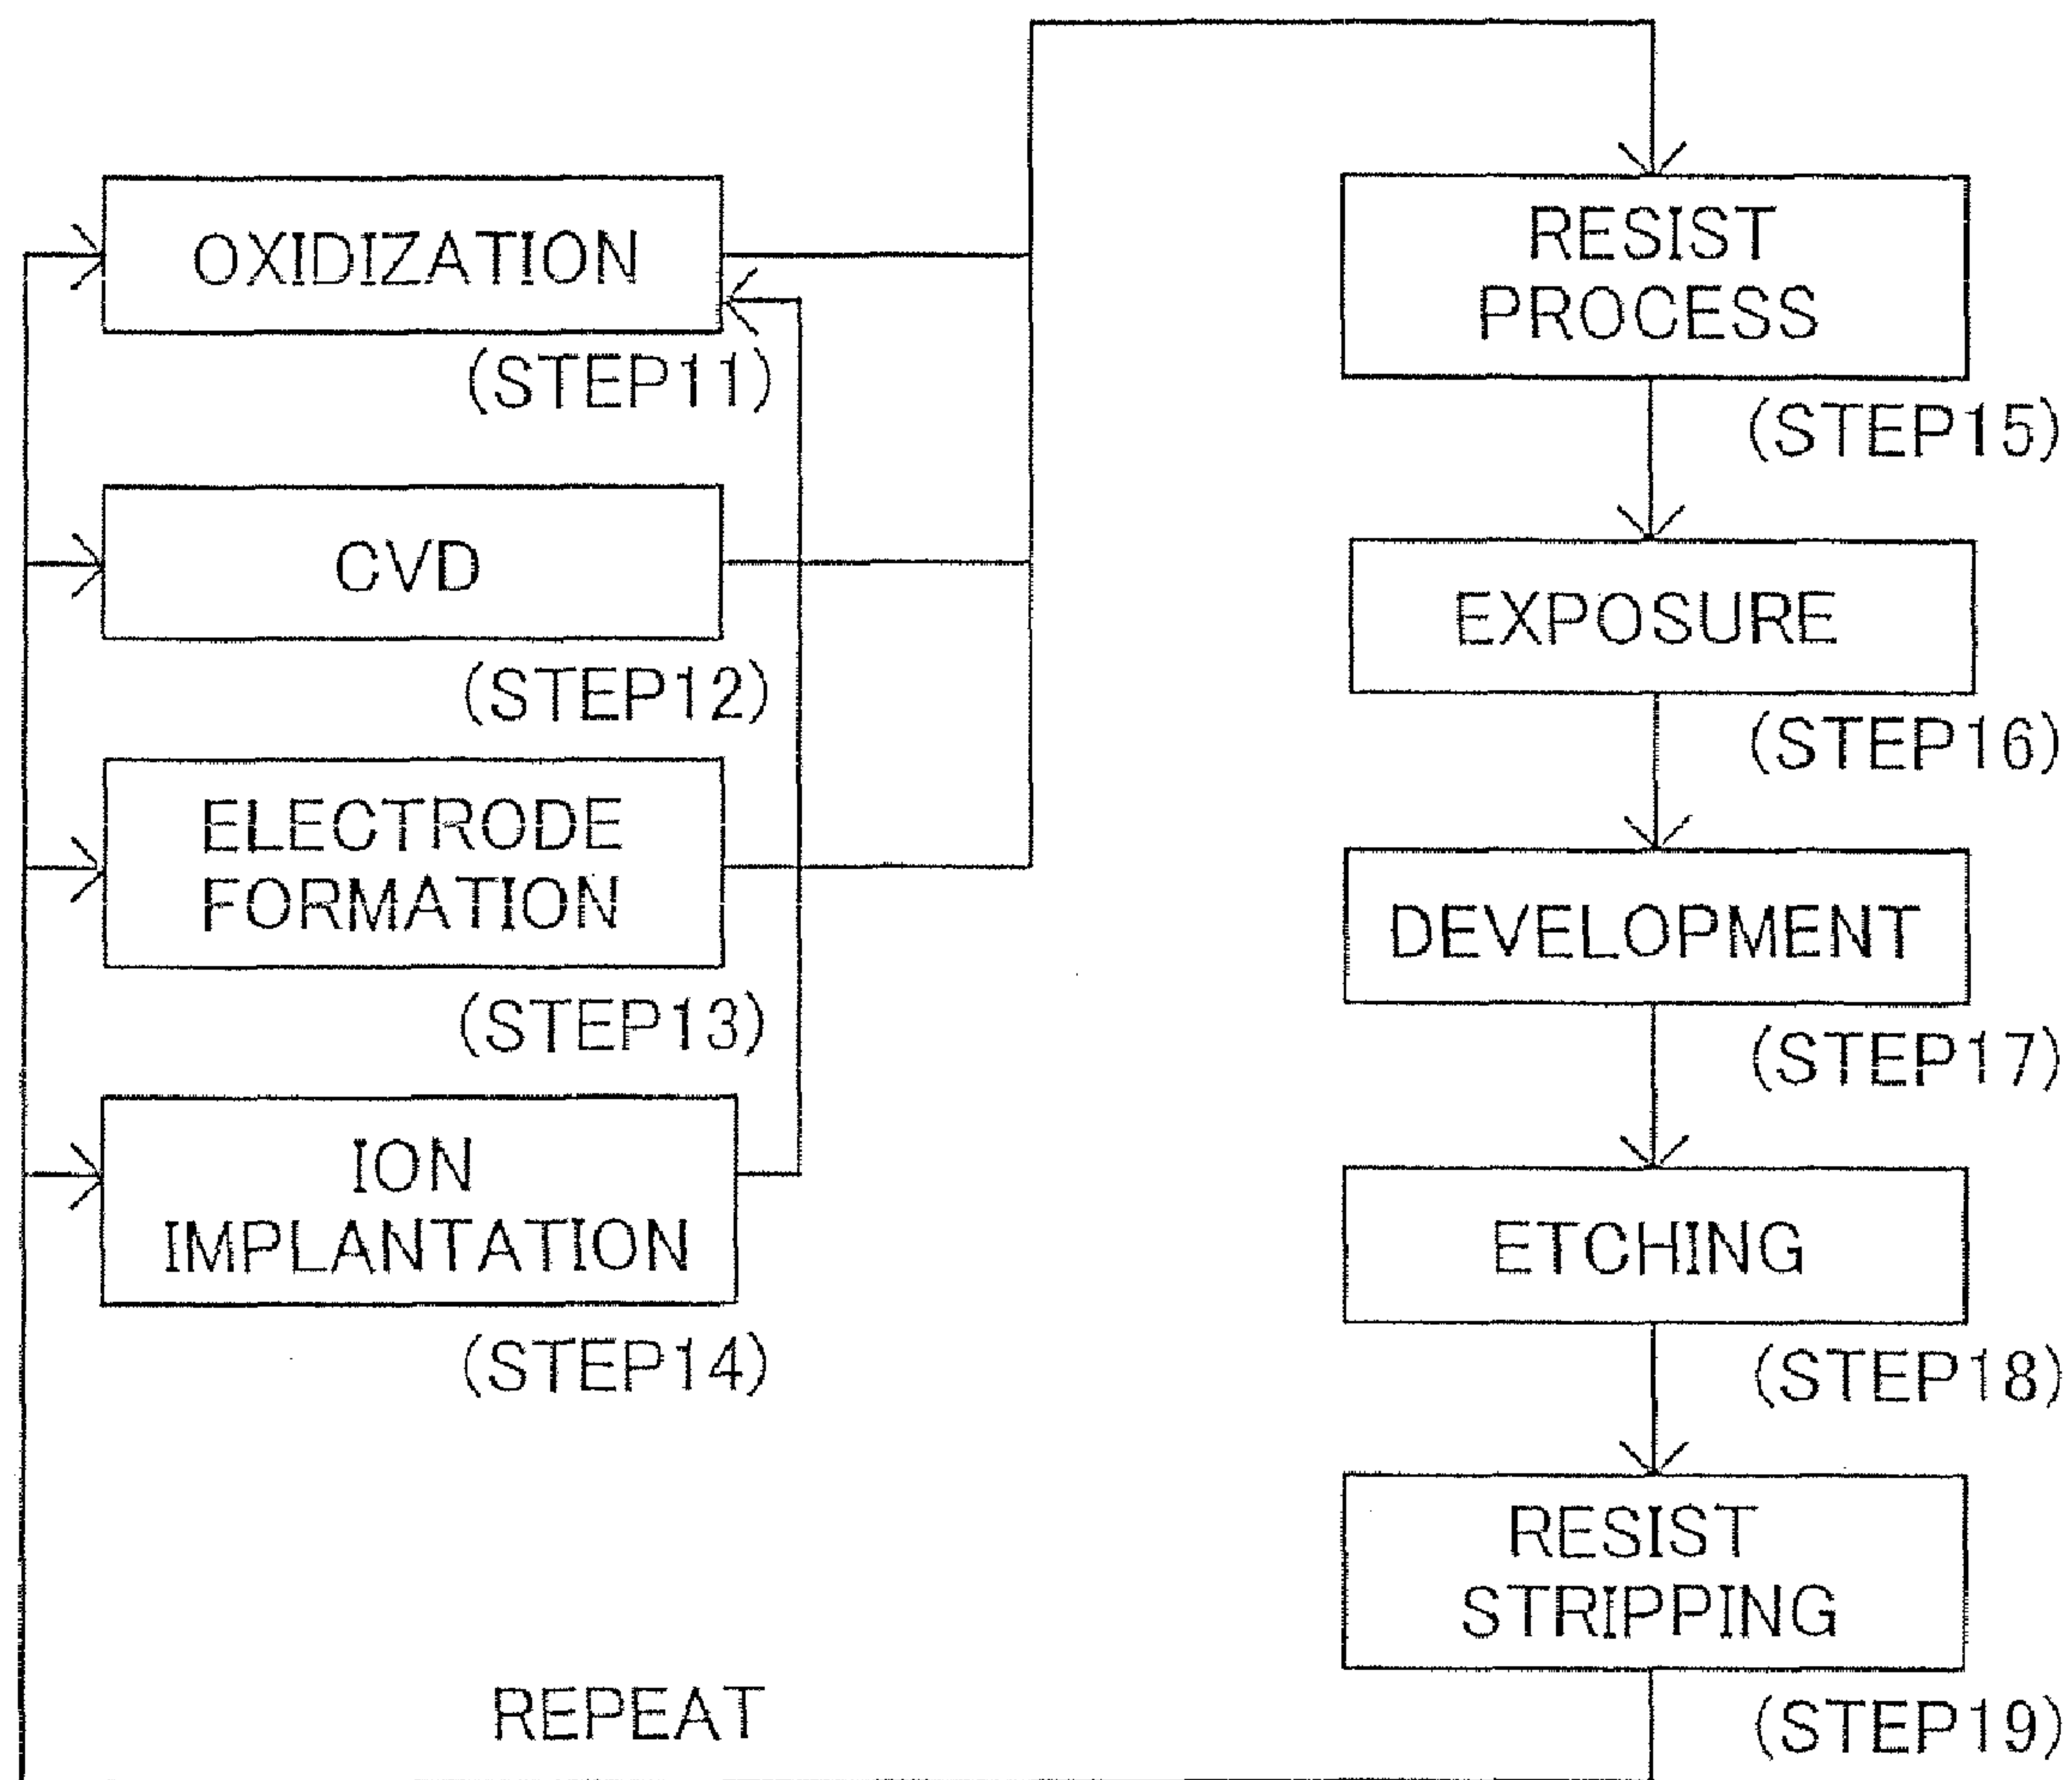 OXIDIZATION
(STEP11)
CVD
(STEP12)
ELECTRODE
FORMATION
(STEP13)
ION
IMPLANTATION
(STEP14)
RESIST
PROCESS
(STEP15)
EXPOSURE
(STEP16)
DEVELOPMENT
(STEP17)
ETCHING
(STEP18)
RESIST
STRIPPING
(STEP19)
REPEAT